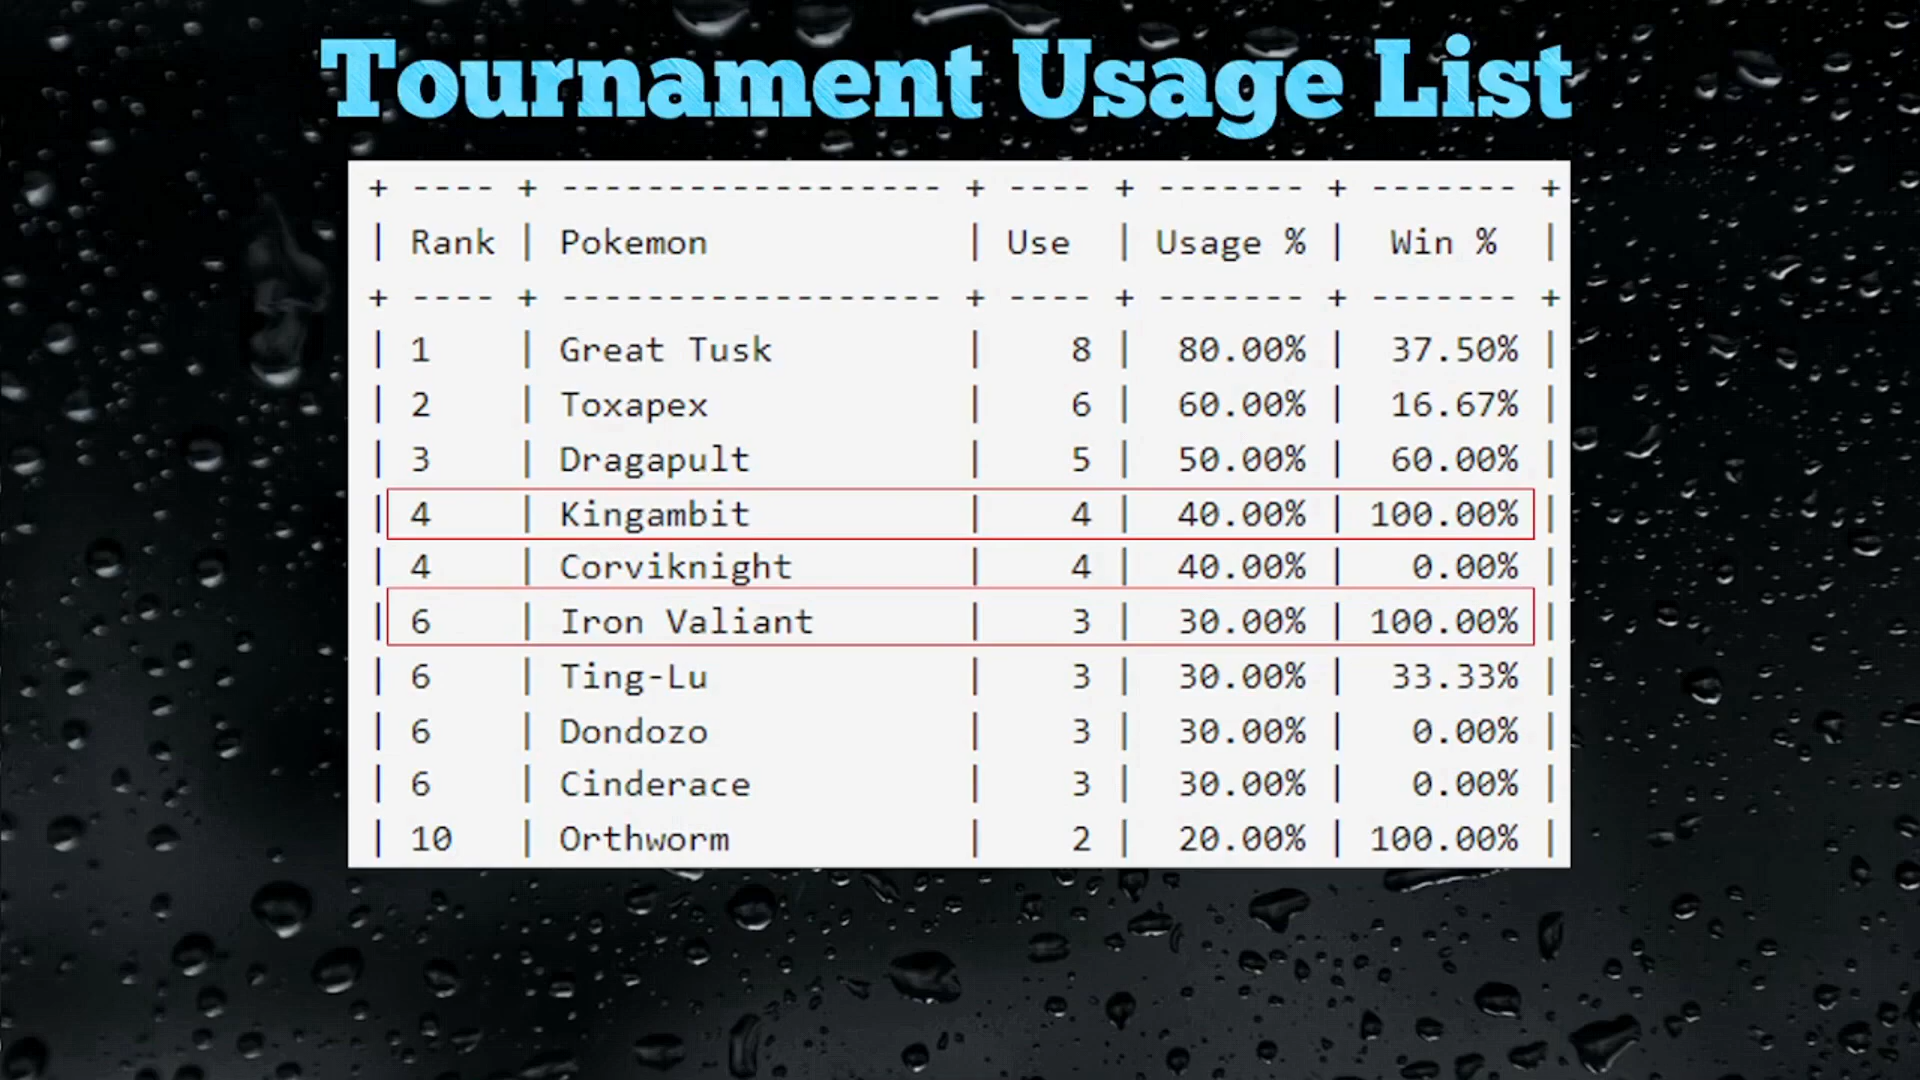 Tournament Usage List
+ ---- + ------------------ + ---- + ------- + ------- +
| Rank | Pokemon            | Use  | Usage % |  Win %  |
+ ---- + ------------------ + ---- + ------- + ------- +
| 1    | Great Tusk         |    8 |  80.00% |  37.50% |
| 2    | Toxapex            |    6 |  60.00% |  16.67% |
| 3    | Dragapult          |    5 |  50.00% |  60.00% |
| 4    | Kingambit          |    4 |  40.00% | 100.00% |
| 4    | Corviknight        |    4 |  40.00% |   0.00% |
| 6    | Iron Valiant       |    3 |  30.00% | 100.00% |
| 6    | Ting-Lu            |    3 |  30.00% |  33.33% |
| 6    | Dondozo            |    3 |  30.00% |   0.00% |
| 6    | Cinderace          |    3 |  30.00% |   0.00% |
| 10   | Orthworm           |    2 |  20.00% | 100.00% |